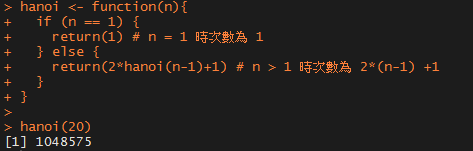 > hanoi <- function(n){
+   if (n == 1) {
+     return(1) # n = 1 時次數為 1
+   } else {
+     return(2*hanoi(n-1)+1) # n > 1 時次數為 2*(n-1) +1
+   }
+ }
>
> hanoi(20)
[1] 1048575